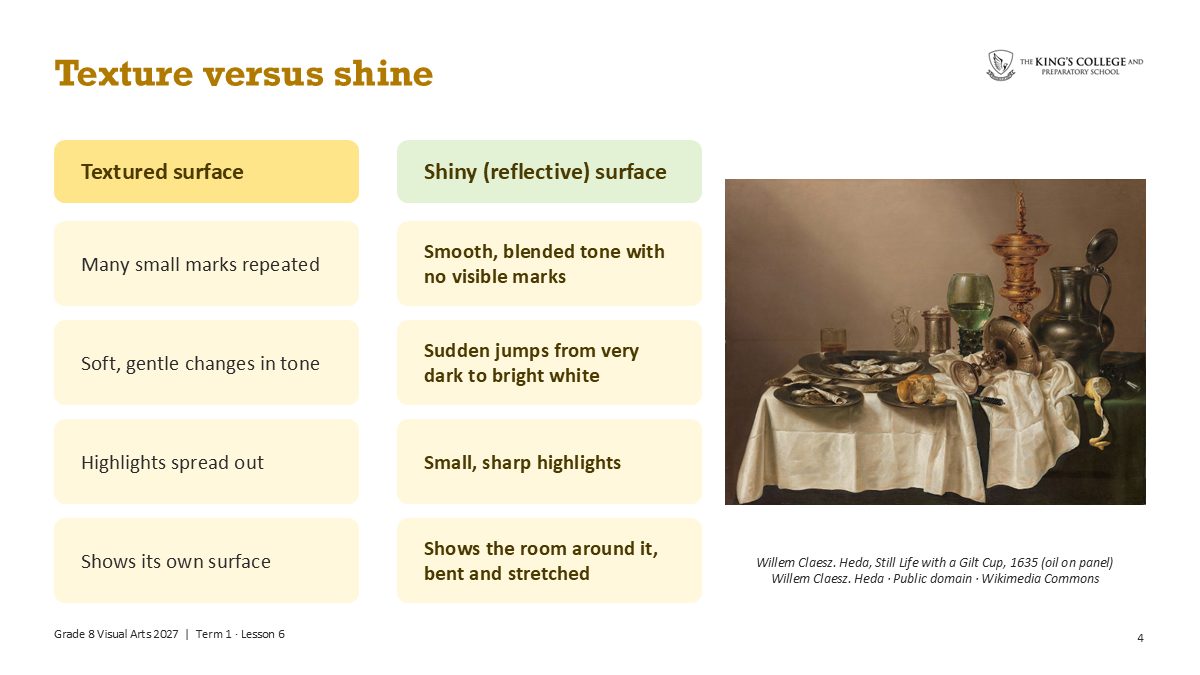 Texture versus shine
THE KING'S COLLEGE AND
PREPARATORY SCHOOL
Textured surface
Shiny (reflective) surface
Many small marks repeated
Smooth, blended tone with
no visible marks
Soft, gentle changes in tone
Sudden jumps from very
dark to bright white
Highlights spread out
Small, sharp highlights
Shows its own surface
Shows the room around it,
bent and stretched
Willem Claesz. Heda, Still Life with a Gilt Cup, 1635 (oil on panel)
Willem Claesz. Heda · Public domain · Wikimedia Commons
Grade 8 Visual Arts 2027 | Term 1 · Lesson 6
4